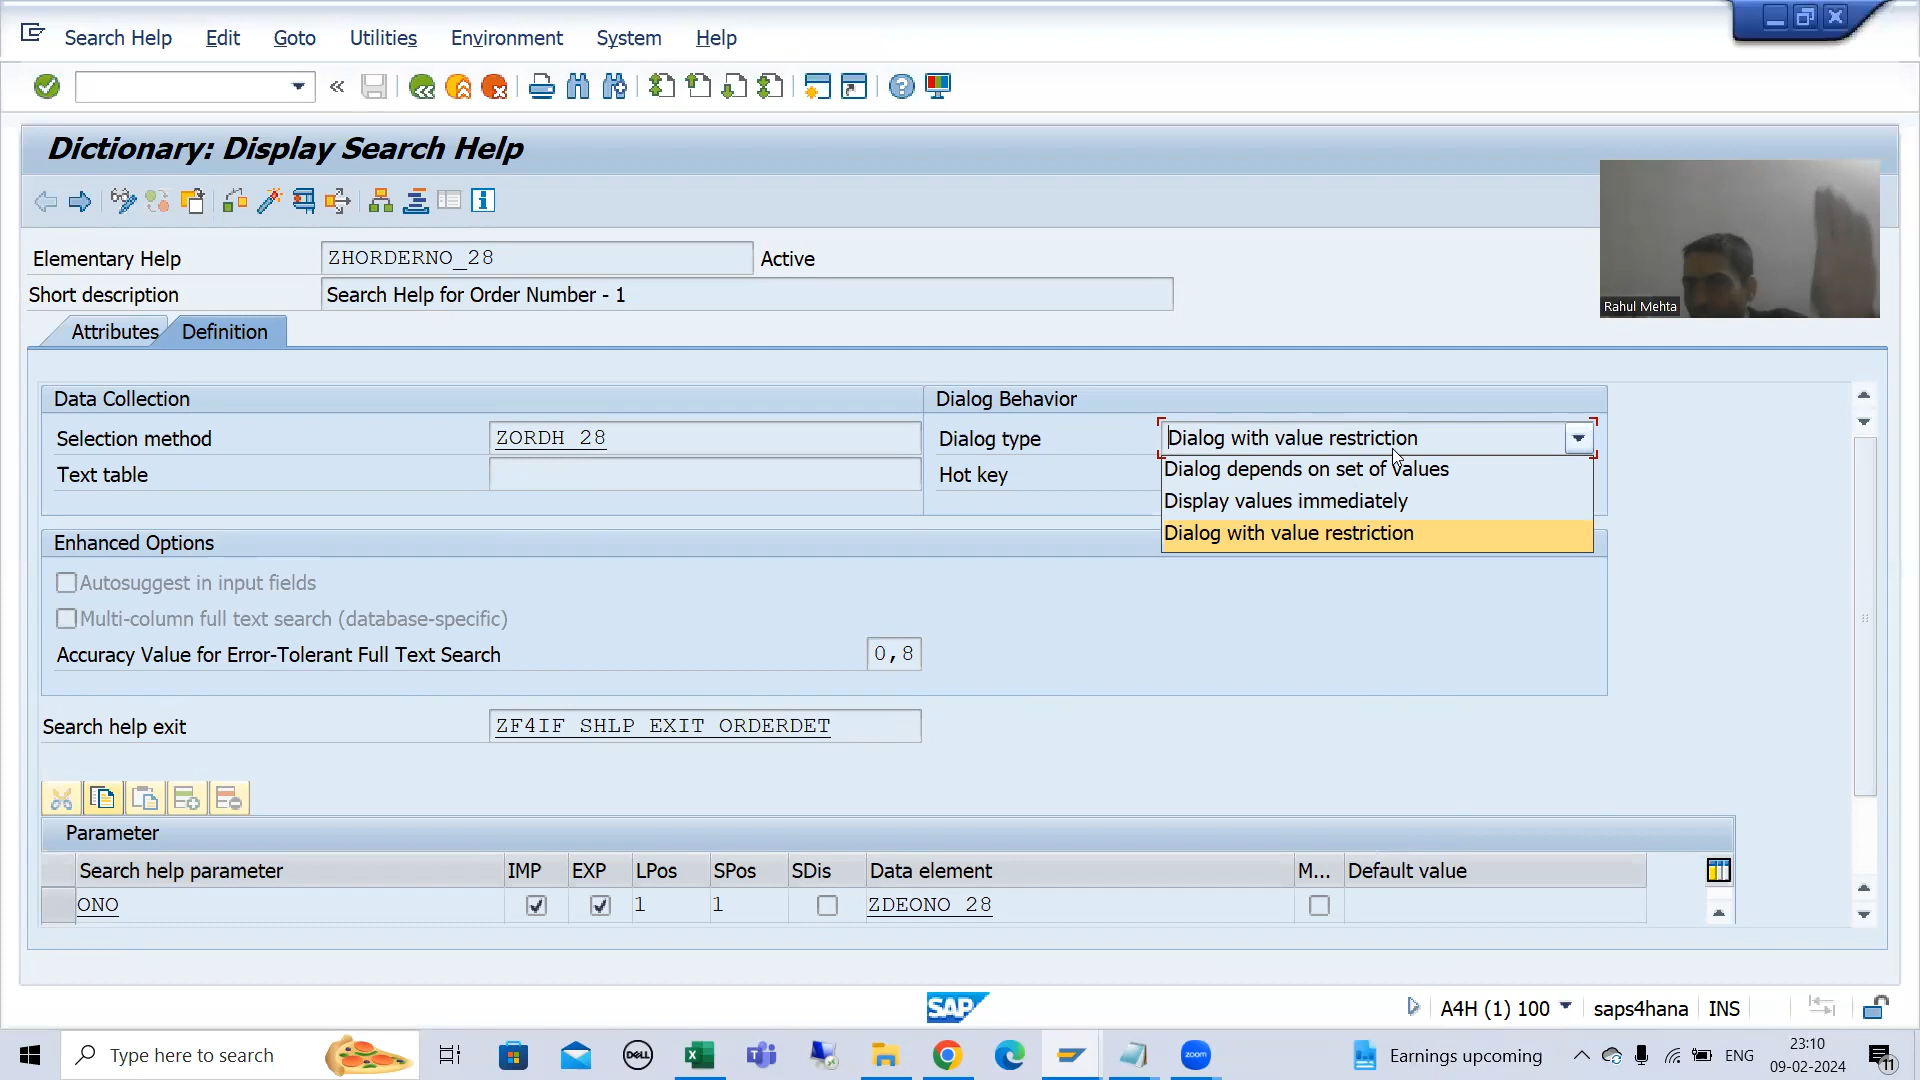 Search Help Edit Goto Utilities Environment System Help
Dictionary: Display Search Help
Elementary Help ZHORDERNO_28 Active
Short description Search Help for Order Number - 1
Rahul Mehta
Attributes Definition
Data Collection Dialog Behavior
Selection method ZORDH_28 Dialog type Dialog with value restriction
Dialog depends on set of values
Text table Hot key
Display values immediately
Dialog with value restriction
Enhanced Options
Autosuggest in input fields
Multi-column full text search (database-specific)
Accuracy Value for Error-Tolerant Full Text Search 0,8
Search help exit ZF4IF_SHLP_EXIT_ORDERDET
Parameter
Search help parameter IMP EXP LPos SPos SDis Data element M... Default value
ONO 1 1 ZDEONO_28
SAP A4H (1) 100 saps4hana INS
Type here to search DELL zoom Earnings upcoming ENG 23:10
09-02-2024 11